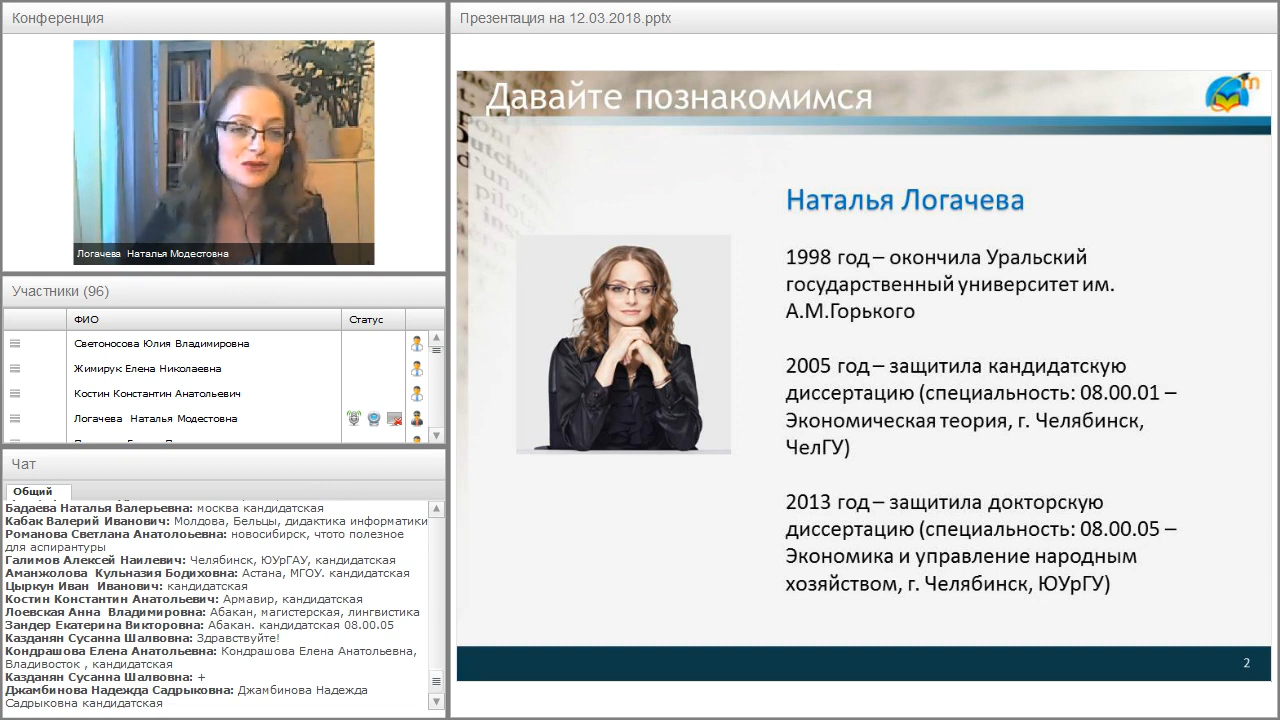 Конференция
Логачева Наталья Модестовна
Участники (96)
ФИО
Статус
Светоносова Юлия Владимировна
Жимирук Елена Николаевна
Костин Константин Анатольевич
Логачева Наталья Модестовна
Чат
Общий
Бадаева Наталья Валерьевна: москва кандидатская
Кабак Валерий Иванович: Молдова, Бельцы, дидактика информатики
Романова Светлана Анатолоьевна: новосибирск, чтото полезное
для аспирантуры
Галимов Алексей Наилевич: Челябинск, ЮУрГАУ, кандидатская
Аманжолова Кульназия Бодиховна: Астана, МГОУ. кандидатская
Цыркун Иван Иванович: кандидатская
Костин Константин Анатольевич: Армавир, кандидатская
Лоевская Анна Владимировна: Абакан, магистерская, лингвистика
Зандер Екатерина Викторовна: Абакан. кандидатская 08.00.05
Казданян Сусанна Шалвовна: Здравствуйте!
Кондрашова Елена Анатольевна: Кондрашова Елена Анатольевна,
Владивосток , кандидатская
Казданян Сусанна Шалвовна: +
Джамбинова Надежда Садрыковна: Джамбинова Надежда
Садрыковна кандидатская
Презентация на 12.03.2018.pptx
Давайте познакомимся
Наталья Логачева
1998 год – окончила Уральский
государственный университет им.
А.М.Горького
2005 год – защитила кандидатскую
диссертацию (специальность: 08.00.01 –
Экономическая теория, г. Челябинск,
ЧелГУ)
2013 год – защитила докторскую
диссертацию (специальность: 08.00.05 –
Экономика и управление народным
хозяйством, г. Челябинск, ЮУрГУ)
2